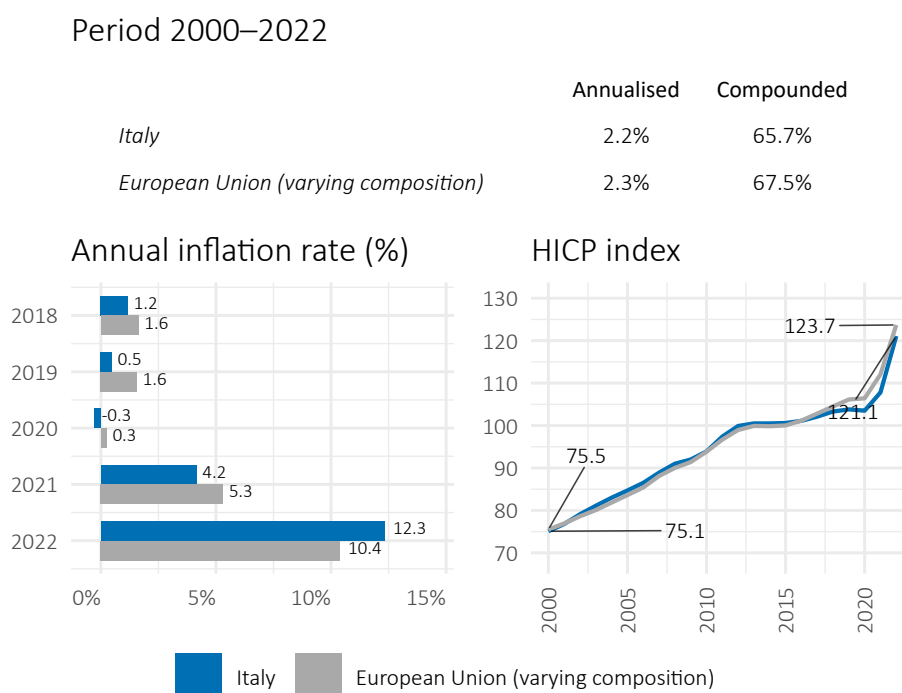 Period 2000–2022
Annualised Compounded
Italy 2.2% 65.7%
European Union (varying composition) 2.3% 67.5%
Annual inflation rate (%)
2018 1.2
1.6
2019 0.5
1.6
2020 -0.3
0.3
2021 4.2
5.3
2022 12.3
10.4
0% 5% 10% 15%
HICP index
130
123.7
120
110
121.1
100
75.5
90
80
75.1
70
2000 2005 2010 2015 2020
Italy European Union (varying composition)